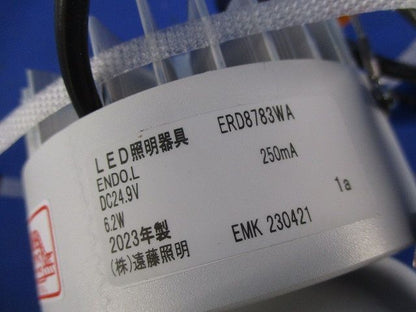 LED照明器具 ERD8783WA
ENDO.L
DC24.9V 250mA
6.2W 1a
2023年製
(株)遠藤照明 EMK 230421